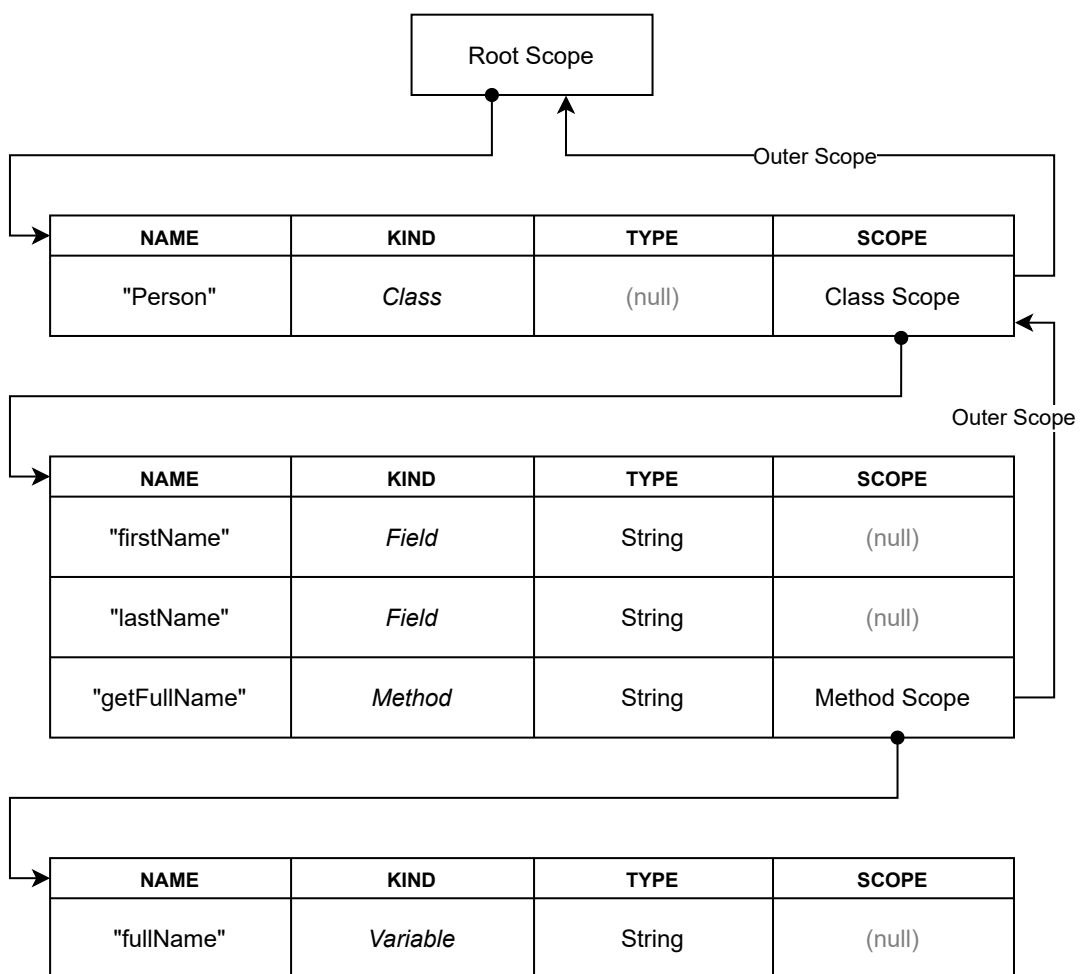 Root Scope
Outer Scope
NAME KIND TYPE SCOPE
"Person" Class (null) Class Scope
Outer Scope
NAME KIND TYPE SCOPE
"firstName" Field String (null)
"lastName" Field String (null)
"getFullName" Method String Method Scope
NAME KIND TYPE SCOPE
"fullName" Variable String (null)